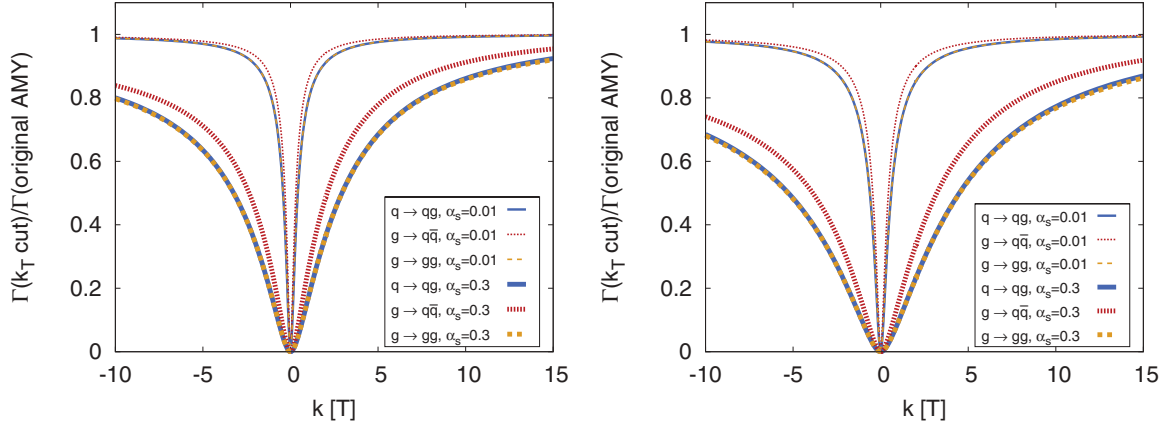 Γ(k_T cut)/Γ(original AMY)
1
0.8
0.6
0.4
0.2
0
-10
-5
0
5
10
15
k [T]
q → qg, α_s=0.01
g → qq̅, α_s=0.01
g → gg, α_s=0.01
q → qg, α_s=0.3
g → qq̅, α_s=0.3
g → gg, α_s=0.3
Γ(k_T cut)/Γ(original AMY)
1
0.8
0.6
0.4
0.2
0
-10
-5
0
5
10
15
k [T]
q → qg, α_s=0.01
g → qq̅, α_s=0.01
g → gg, α_s=0.01
q → qg, α_s=0.3
g → qq̅, α_s=0.3
g → gg, α_s=0.3